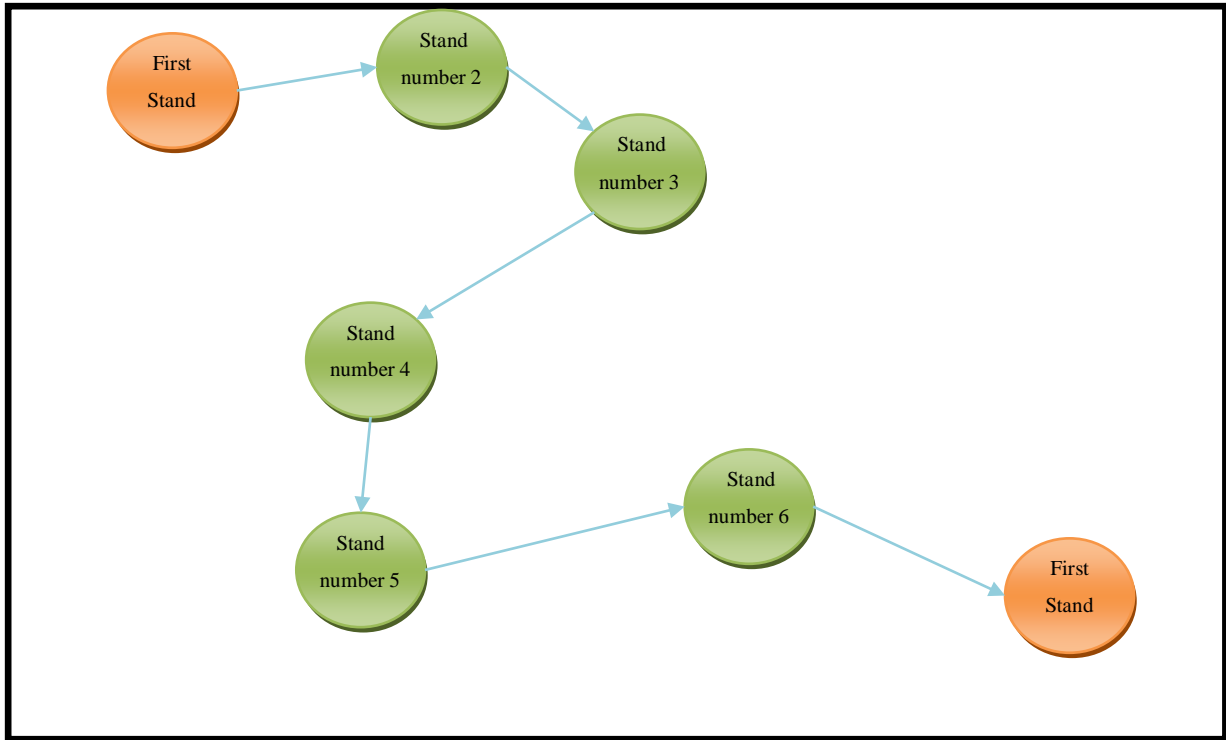 First
Stand
Stand
number 2
Stand
number 3
Stand
number 4
Stand
number 5
Stand
number 6
First
Stand